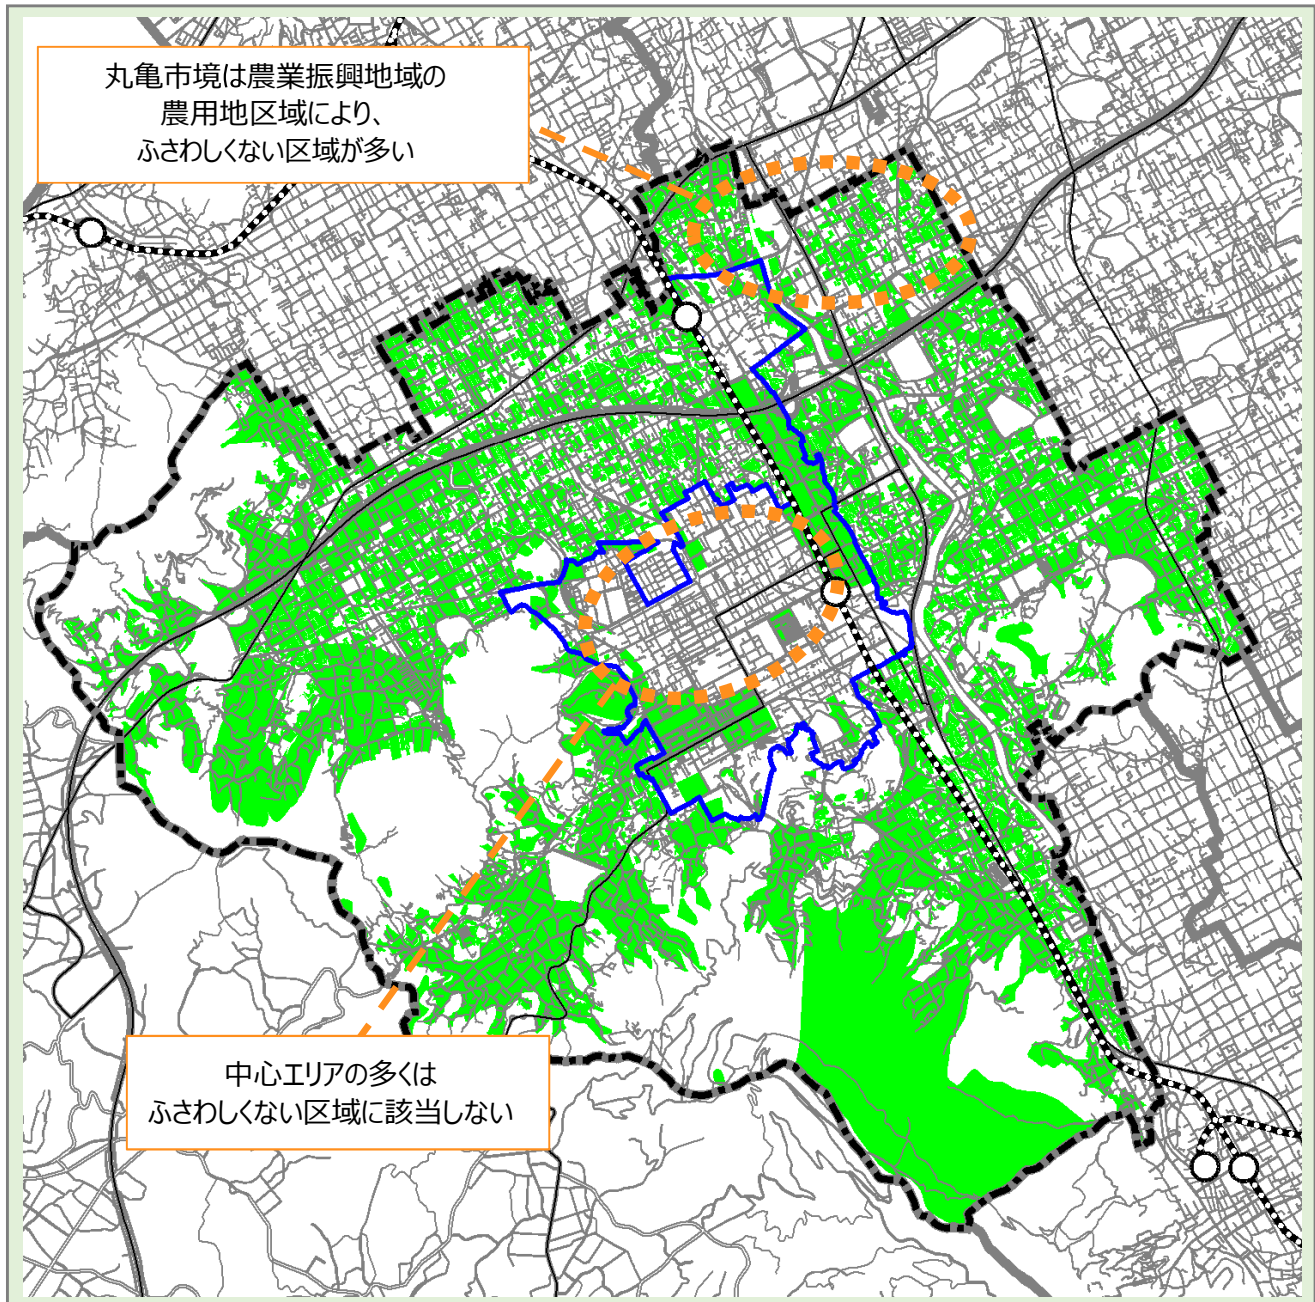 丸亀市境は農業振興地域の
農用地区域により、
ふさわしくない区域が多い
中心エリアの多くは
ふさわしくない区域に該当しない